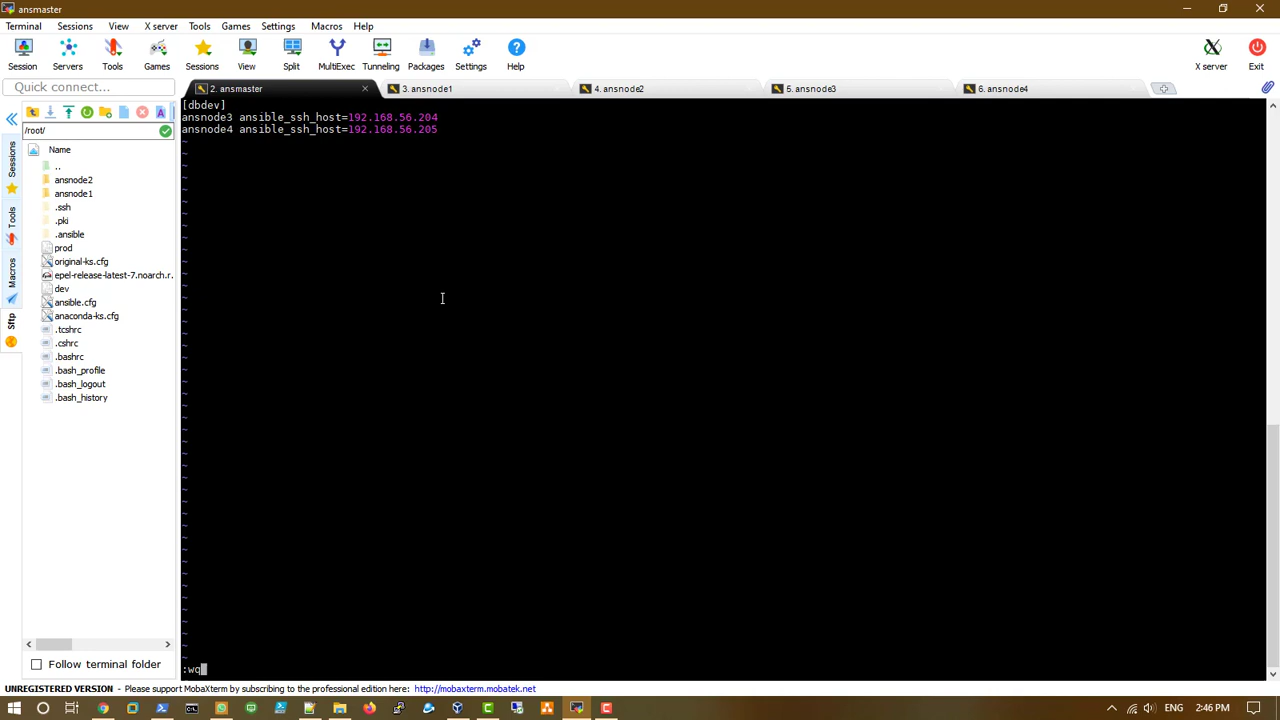 ansmaster
Terminal Sessions View X server Tools Games Settings Macros Help
Session Servers Tools Games Sessions View Split MultiExec Tunneling Packages Settings Help X server Exit
Quick connect...
2. ansmaster
3. ansnode1
4. ansnode2
5. ansnode3
6. ansnode4
/root/
Name
..
ansnode2
ansnode1
.ssh
.pki
.ansible
prod
original-ks.cfg
epel-release-latest-7.noarch.r.
dev
ansible.cfg
anaconda-ks.cfg
.tcshrc
.cshrc
.bashrc
.bash_profile
.bash_logout
.bash_history
Sessions
Tools
Macros
Sftp
Follow terminal folder
[dbdev]
ansnode3 ansible_ssh_host=192.168.56.204
ansnode4 ansible_ssh_host=192.168.56.205
:wq
UNREGISTERED VERSION - Please support MobaXterm by subscribing to the professional edition here: http://mobaxterm.mobatek.net
ENG 2:46 PM